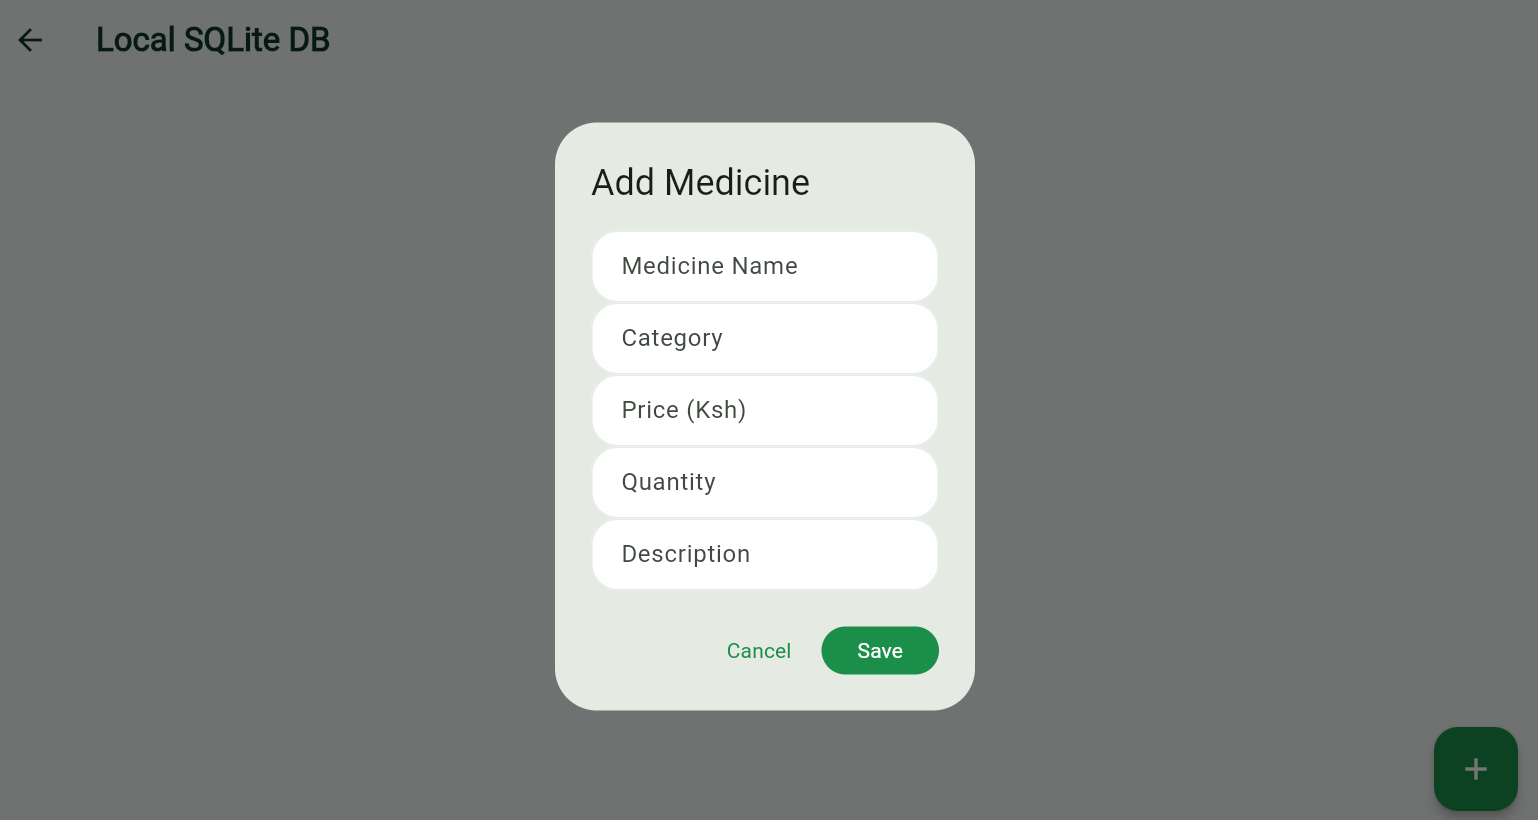 Local SQLite DB
Add Medicine
Medicine Name
Category
Price (Ksh)
Quantity
Description
Cancel Save